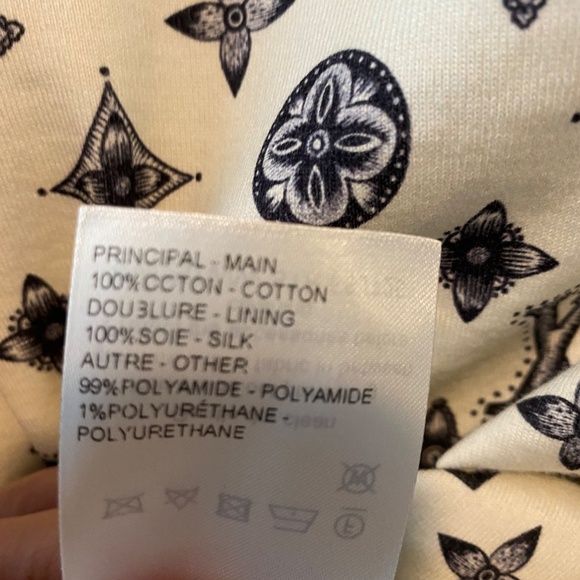 PRINCIPAL - MAIN
100%CCTON - COTTON
DOUBLURE - LINING
100%SOIE - SILK
AUTRE - OTHER
99%POLYAMIDE - POLYAMIDE
1%POLYURÉTHANE -
POLYURETHANE